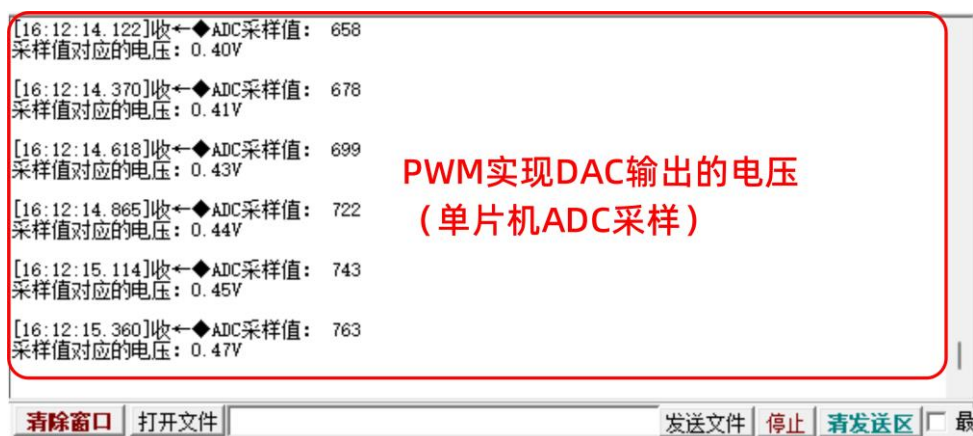 [16:12:14.122]收←◆ADC采样值： 658
采样值对应的电压：0.40V
[16:12:14.370]收←◆ADC采样值： 678
采样值对应的电压：0.41V
[16:12:14.618]收←◆ADC采样值： 699
采样值对应的电压：0.43V
[16:12:14.865]收←◆ADC采样值： 722
采样值对应的电压：0.44V
[16:12:15.114]收←◆ADC采样值： 743
采样值对应的电压：0.45V
[16:12:15.360]收←◆ADC采样值： 763
采样值对应的电压：0.47V
PWM实现DAC输出的电压
（单片机ADC采样）
清除窗口 打开文件 发送文件 停止 清发送区 最